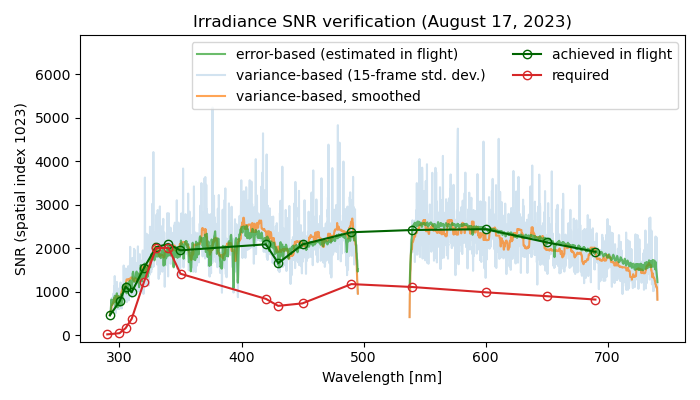 Irradiance SNR verification (August 17, 2023)
error-based (estimated in flight)
variance-based (15-frame std. dev.)
variance-based, smoothed
achieved in flight
required
SNR (spatial index 1023)
6000
5000
4000
3000
2000
1000
0
300 400 500 600 700
Wavelength [nm]